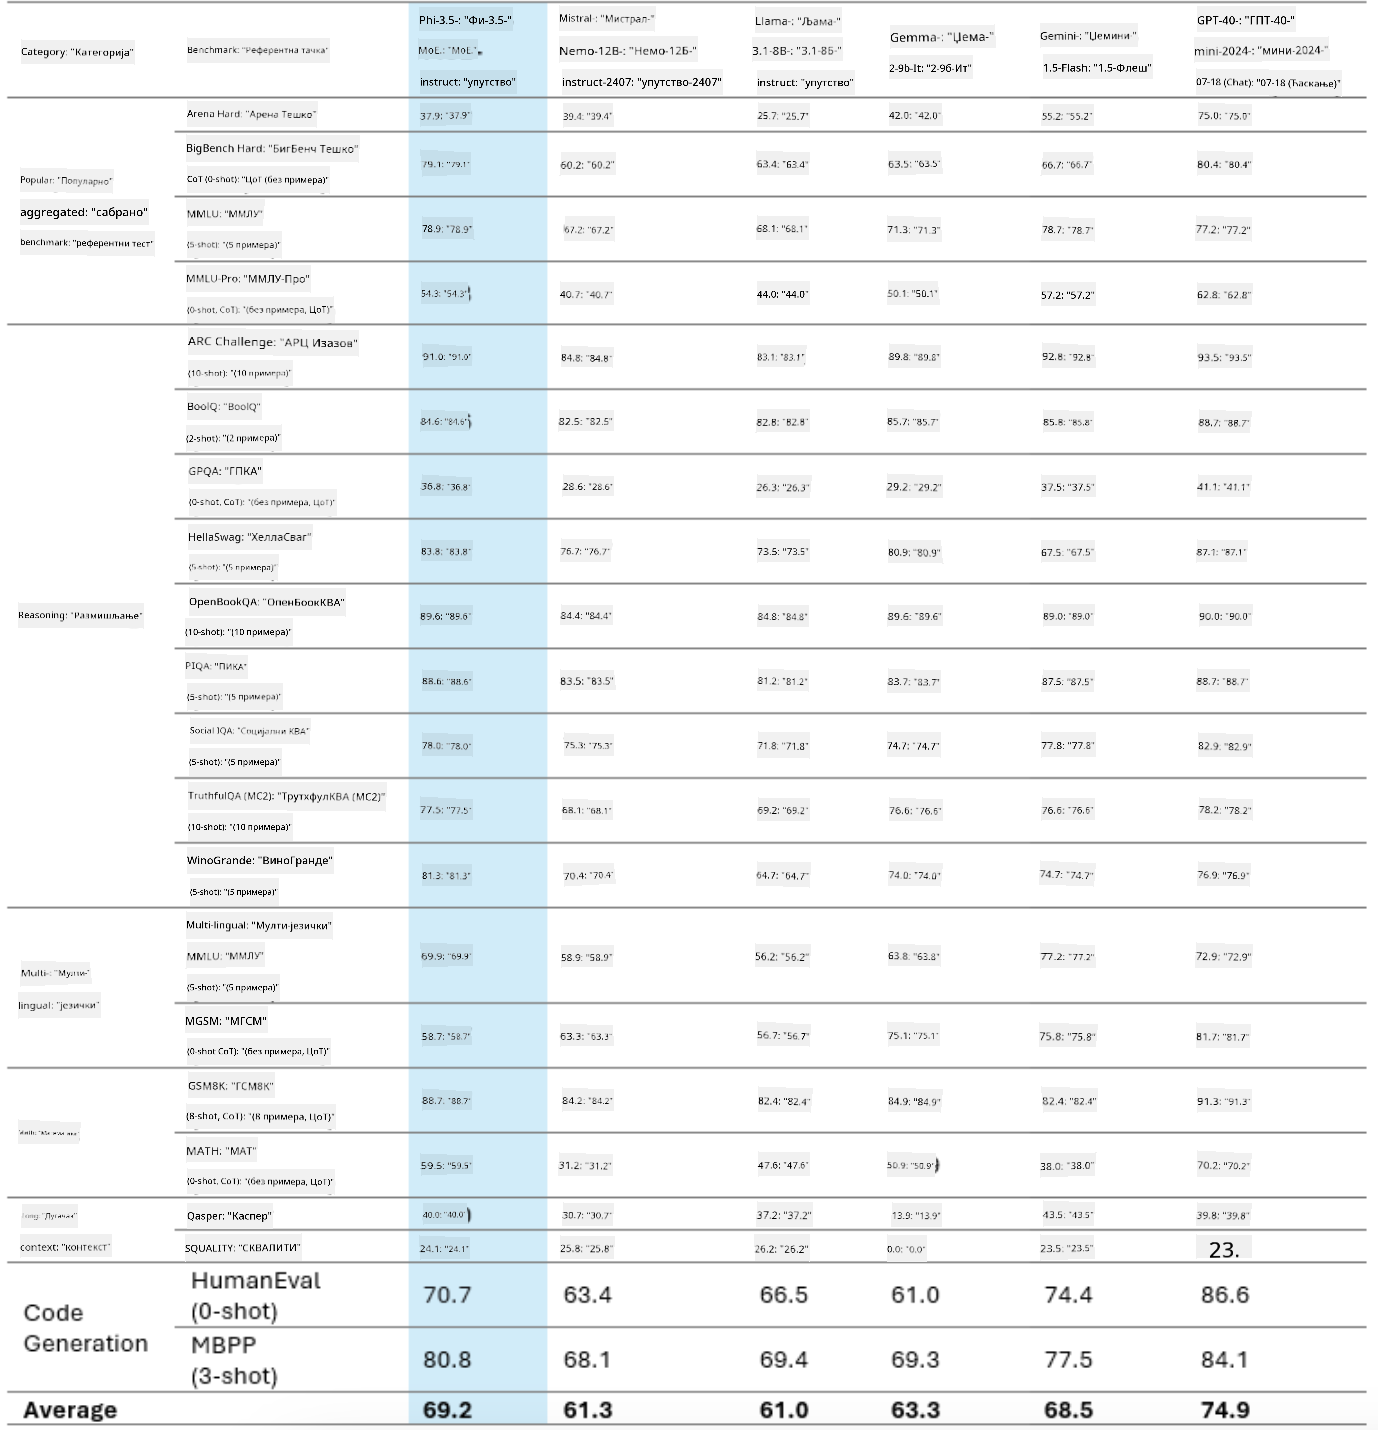 Category: "Категорија"
Benchmark: "Референтна тачка"
Phi-3.5-: "Фи-3.5-"
MoE.: "MoE."
instruct: "упутство"
Mistral-: "Мистрал-"
Nemo-12B-: "Немо-12Б-"
instruct-2407: "упутство-2407"
Llama-: "Љама-"
3.1-8B-: "3.1-8Б-"
instruct: "упутство"
Gemma-: "Џема-"
2-9b-It: "2-9б-Ит"
Gemini-: "Џемини-"
1.5-Flash: "1.5-Флеш"
GPT-40-: "ГПТ-40-"
mini-2024-: "мини-2024-"
07-18 (Chat): "07-18 (Ћаскање)"
Popular: "Популарно"
aggregated: "сабрано"
benchmark: "референтни тест"
Arena Hard: "Арена Тешко"
37.9: "37.9"
39.4: "39.4"
25.7: "25.7"
42.0: "42.0"
55.2: "55.2"
75.0: "75.0"
BigBench Hard: "БигБенч Тешко"
CoT (0-shot): "ЦоТ (без примера)"
79.1: "79.1"
60.2: "60.2"
63.4: "63.4"
63.5: "63.5"
66.7: "66.7"
80.4: "80.4"
MMLU: "ММЛУ"
(5-shot): "(5 примера)"
78.9: "78.9"
67.2: "67.2"
68.1: "68.1"
71.3: "71.3"
78.7: "78.7"
77.2: "77.2"
MMLU-Pro: "ММЛУ-Про"
(0-shot, CoT): "(без примера, ЦоТ)"
54.3: "54.3"
40.7: "40.7"
44.0: "44.0"
50.1: "50.1"
57.2: "57.2"
62.8: "62.8"
Reasoning: "Размишљање"
ARC Challenge: "АРЦ Изазов"
(10-shot): "(10 примера)"
91.0: "91.0"
84.8: "84.8"
83.1: "83.1"
89.8: "89.8"
92.8: "92.8"
93.5: "93.5"
BoolQ: "BoolQ"
(2-shot): "(2 примера)"
84.6: "84.6"
82.5: "82.5"
82.8: "82.8"
85.7: "85.7"
85.8: "85.8"
88.7: "88.7"
GPQA: "ГПКА"
(0-shot, CoT): "(без примера, ЦоТ)"
36.8: "36.8"
28.6: "28.6"
26.3: "26.3"
29.2: "29.2"
37.5: "37.5"
41.1: "41.1"
HellaSwag: "ХеллаСваг"
(5-shot): "(5 примера)"
83.8: "83.8"
76.7: "76.7"
73.5: "73.5"
80.9: "80.9"
67.5: "67.5"
87.1: "87.1"
OpenBookQA: "ОпенБоокКВА"
(10-shot): "(10 примера)"
89.6: "89.6"
84.4: "84.4"
84.8: "84.8"
89.6: "89.6"
89.0: "89.0"
90.0: "90.0"
PIQA: "ПИКА"
(5-shot): "(5 примера)"
88.6: "88.6"
83.5: "83.5"
81.2: "81.2"
83.7: "83.7"
87.5: "87.5"
88.7: "88.7"
Social IQA: "Социјални КВА"
(5-shot): "(5 примера)"
78.0: "78.0"
75.3: "75.3"
71.8: "71.8"
74.7: "74.7"
77.8: "77.8"
82.9: "82.9"
TruthfulQA (MC2): "ТрутхфулКВА (МС2)"
(10-shot): "(10 примера)"
77.5: "77.5"
68.1: "68.1"
69.2: "69.2"
76.6: "76.6"
76.6: "76.6"
78.2: "78.2"
WinoGrande: "ВиноГранде"
(5-shot): "(5 примера)"
81.3: "81.3"
70.4: "70.4"
64.7: "64.7"
74.0: "74.0"
74.7: "74.7"
76.9: "76.9"
Multi-: "Мулти-"
lingual: "језички"
Multi-lingual: "Мулти-језички"
MMLU: "ММЛУ"
(5-shot): "(5 примера)"
69.9: "69.9"
58.9: "58.9"
56.2: "56.2"
63.8: "63.8"
77.2: "77.2"
72.9: "72.9"
MGSM: "МГСМ"
(0-shot CoT): "(без примера, ЦоТ)"
58.7: "58.7"
63.3: "63.3"
56.7: "56.7"
75.1: "75.1"
75.8: "75.8"
81.7: "81.7"
GSM8K: "ГСМ8К"
(8-shot, CoT): "(8 примера, ЦоТ)"
88.7: "88.7"
84.2: "84.2"
82.4: "82.4"
84.9: "84.9"
82.4: "82.4"
91.3: "91.3"
MATH: "МАТ"
(0-shot, CoT): "(без примера, ЦоТ)"
59.5: "59.5"
31.2: "31.2"
47.6: "47.6"
50.9: "50.9"
38.0: "38.0"
70.2: "70.2"
Long: "Дугачак"
context: "контекст"
Qasper: "Каспер"
40.0: "40.0"
30.7: "30.7"
37.2: "37.2"
13.9: "13.9"
43.5: "43.5"
39.8: "39.8"
SQUALITY: "СКВАЛИТИ"
24.1: "24.1"
25.8: "25.8"
26.2: "26.2"
0.0: "0.0"
23.5: "23.5"
23.
Code
Generation
HumanEval
(0-shot)
70.7
63.4
66.5
61.0
74.4
86.6
MBPP
(3-shot)
80.8
68.1
69.4
69.3
77.5
84.1
Average
69.2
61.3
61.0
63.3
68.5
74.9